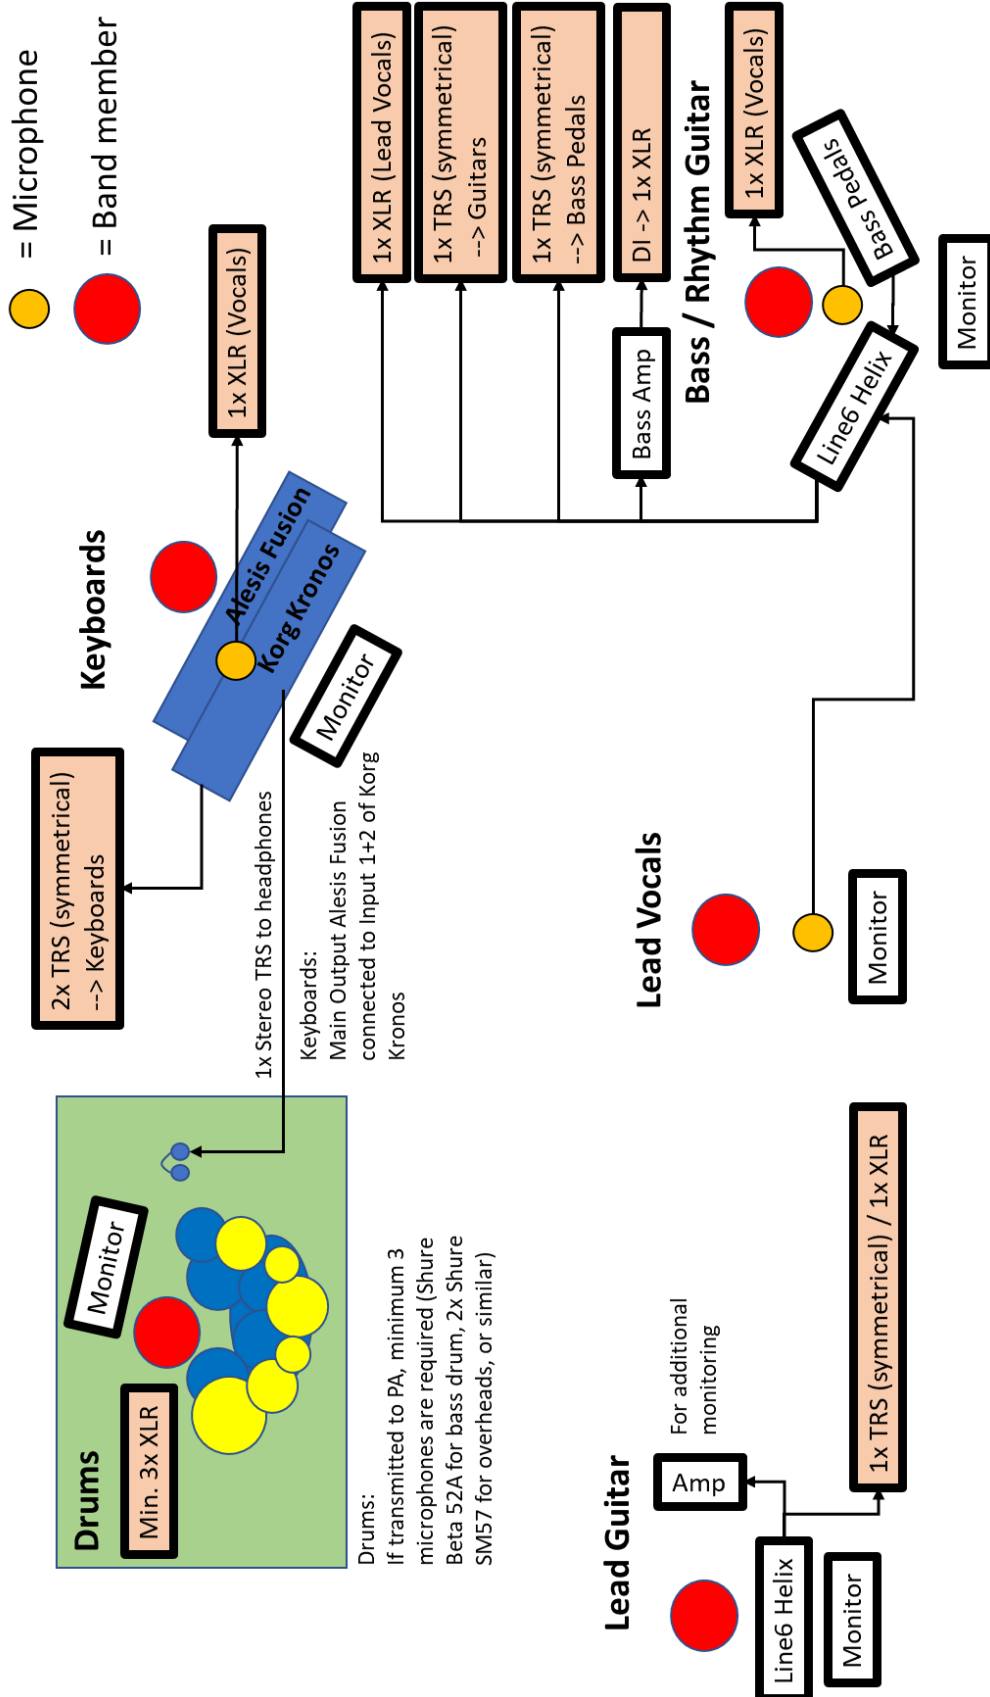 = Microphone
= Band member
Drums
Min. 3x XLR
Monitor
Drums:
If transmitted to PA, minimum 3
microphones are required (Shure
Beta 52A for bass drum, 2x Shure
SM57 for overheads, or similar)
2x TRS (symmetrical)
--> Keyboards
Keyboards
Alesis Fusion
Korg Kronos
1x XLR (Vocals)
Monitor
1x Stereo TRS to headphones
Keyboards:
Main Output Alesis Fusion
connected to Input 1+2 of Korg
Kronos
1x XLR (Lead Vocals)
1x TRS (symmetrical)
--> Guitars
1x TRS (symmetrical)
--> Bass Pedals
Bass Amp
DI -> 1x XLR
Lead Guitar
Amp
For additional
monitoring
Line6 Helix
Monitor
1x TRS (symmetrical) / 1x XLR
Lead Vocals
Monitor
Bass / Rhythm Guitar
1x XLR (Vocals)
Line6 Helix
Bass Pedals
Monitor